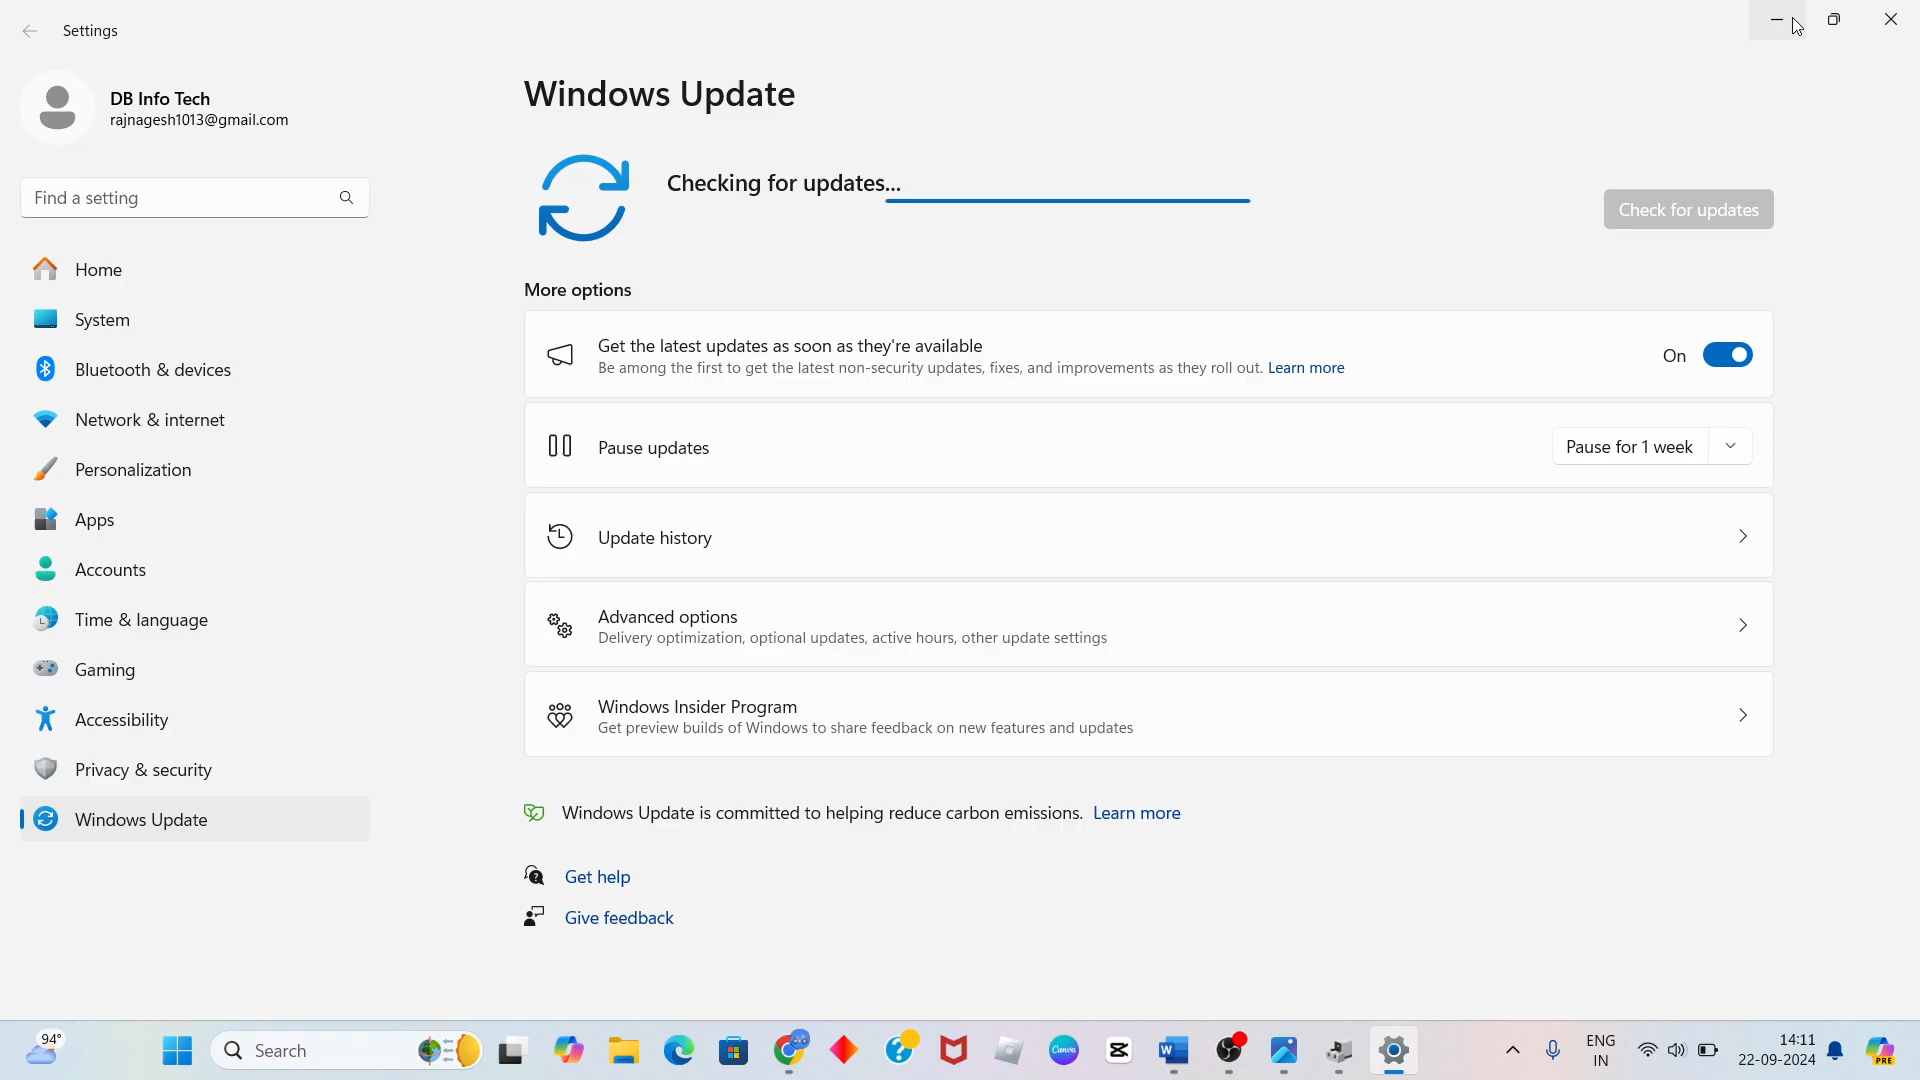 Settings
DB Info Tech
rajnagesh1013@gmail.com
Find a setting
Home
System
Bluetooth & devices
Network & internet
Personalization
Apps
Accounts
Time & language
Gaming
Accessibility
Privacy & security
Windows Update
Windows Update
Checking for updates...
Check for updates
More options
Get the latest updates as soon as they're available
Be among the first to get the latest non-security updates, fixes, and improvements as they roll out. Learn more
On
Pause updates
Pause for 1 week
Update history
Advanced options
Delivery optimization, optional updates, active hours, other update settings
Windows Insider Program
Get preview builds of Windows to share feedback on new features and updates
Windows Update is committed to helping reduce carbon emissions. Learn more
Get help
Give feedback
94°
Search
Canva
W
ENG
IN
14:11
22-09-2024
PRE